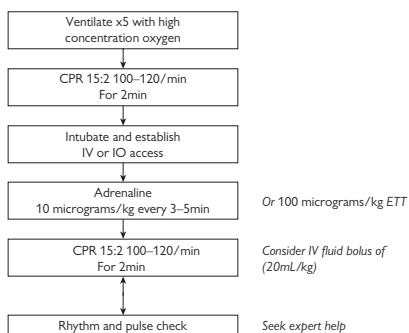 Ventilate x5 with high
concentration oxygen
CPR 15:2 100–120/min
For 2min
Intubate and establish
IV or IO access
Adrenaline
10 micrograms/kg every 3–5min
Or 100 micrograms/kg ETT
CPR 15:2 100–120/min
For 2min
Consider IV fluid bolus of
(20mL/kg)
Rhythm and pulse check
Seek expert help